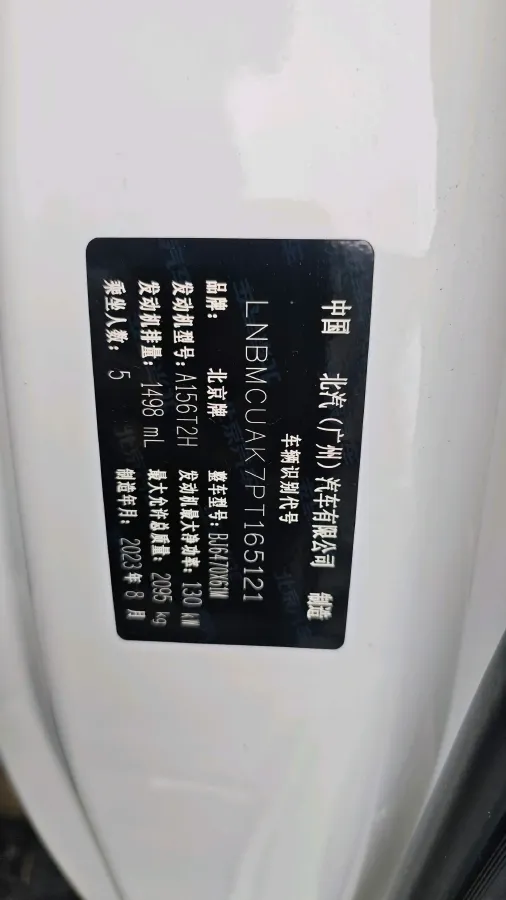 中国 北汽（广州）汽车有限公司 制造
车辆识别代号
LNBMCUAK7PT165121
品牌： 北京牌 整车型号：BJ6470X61M
发动机型号：A156T2H 发动机最大净功率：130 kW
发动机排量：1498 mL 最大允许总质量：2095 kg
乘坐人数：5 制造年月：2023年8月